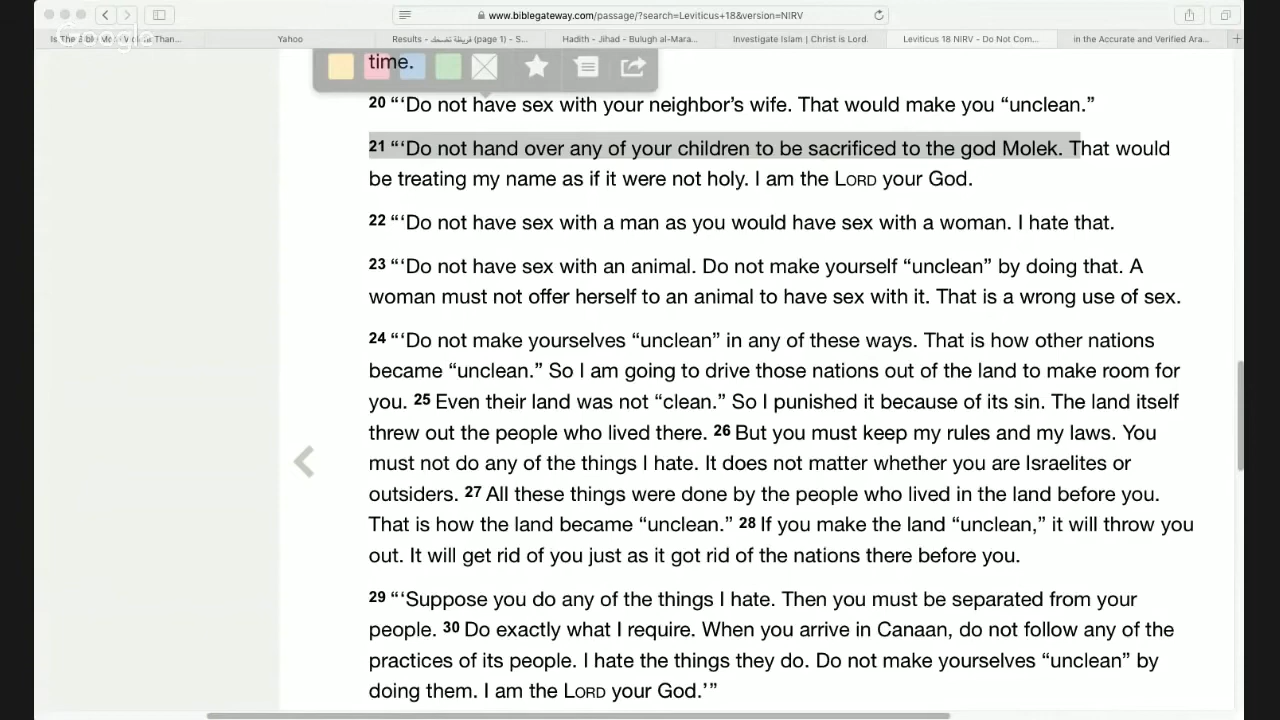 www.biblegateway.com/passage/?search=Leviticus+18&version=NIRV
Yahoo
Results - قريظة (page 1) - S...
Hadith - Jihad - Bulugh al-Mara...
Investigate Islam | Christ is Lord.
Leviticus 18 NIRV - Do Not Com...
in the Accurate and Verified Ara...
time.
20 “‘Do not have sex with your neighbor’s wife. That would make you “unclean.”
21 “‘Do not hand over any of your children to be sacrificed to the god Molek. That would
be treating my name as if it were not holy. I am the LORD your God.
22 “‘Do not have sex with a man as you would have sex with a woman. I hate that.
23 “‘Do not have sex with an animal. Do not make yourself “unclean” by doing that. A
woman must not offer herself to an animal to have sex with it. That is a wrong use of sex.
24 “‘Do not make yourselves “unclean” in any of these ways. That is how other nations
became “unclean.” So I am going to drive those nations out of the land to make room for
you. 25 Even their land was not “clean.” So I punished it because of its sin. The land itself
threw out the people who lived there. 26 But you must keep my rules and my laws. You
must not do any of the things I hate. It does not matter whether you are Israelites or
outsiders. 27 All these things were done by the people who lived in the land before you.
That is how the land became “unclean.” 28 If you make the land “unclean,” it will throw you
out. It will get rid of you just as it got rid of the nations there before you.
29 “‘Suppose you do any of the things I hate. Then you must be separated from your
people. 30 Do exactly what I require. When you arrive in Canaan, do not follow any of the
practices of its people. I hate the things they do. Do not make yourselves “unclean” by
doing them. I am the LORD your God.’”